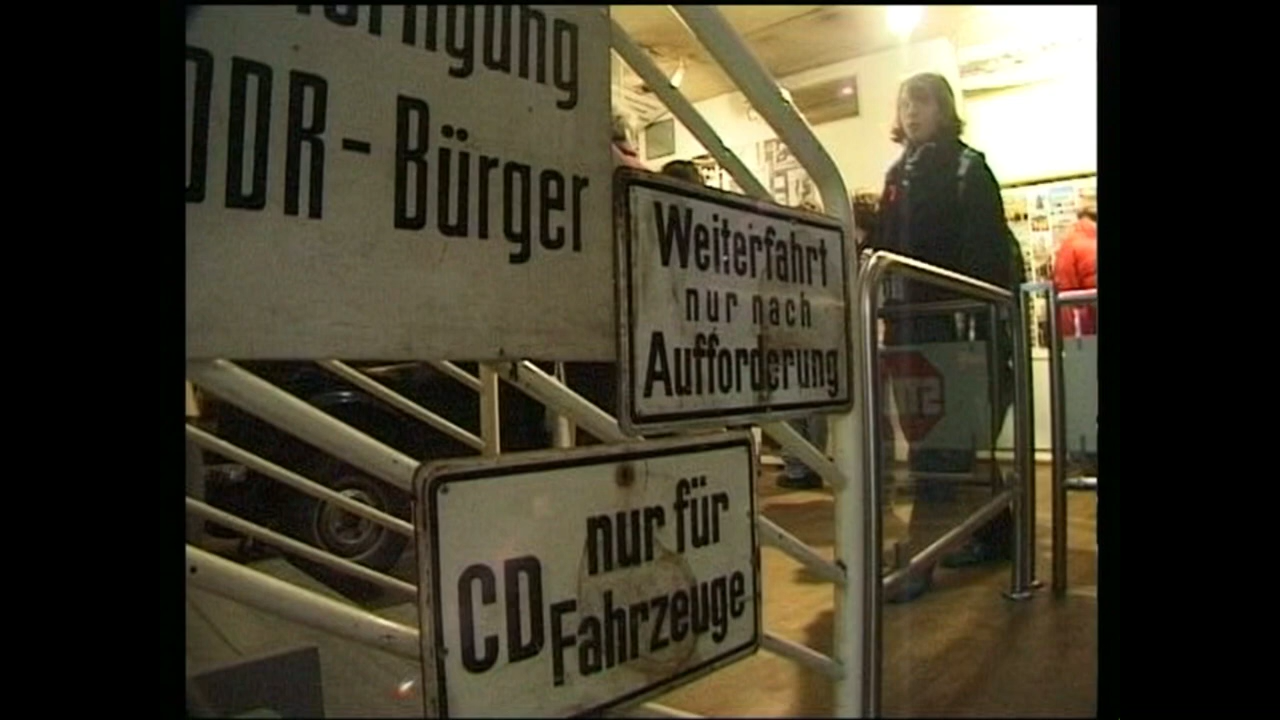 DDR-Bürger
Weiterfahrt
nur nach
Aufforderung
CD nur für
Fahrzeuge